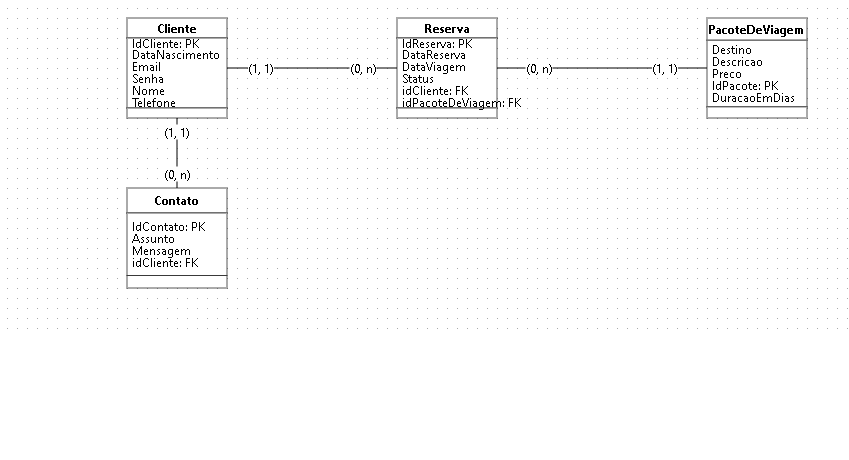 Cliente
IdCliente: PK
DataNascimento
Email
Senha
Nome
Telefone
(1, 1)
(0, n)
Reserva
IdReserva: PK
DataReserva
DataViagem
Status
idCliente: FK
idPacoteDeViagem: FK
(0, n)
(1, 1)
PacoteDeViagem
Destino
Descricao
Preco
IdPacote: PK
DuracaoEmDias
(1, 1)
(0, n)
Contato
IdContato: PK
Assunto
Mensagem
idCliente: FK